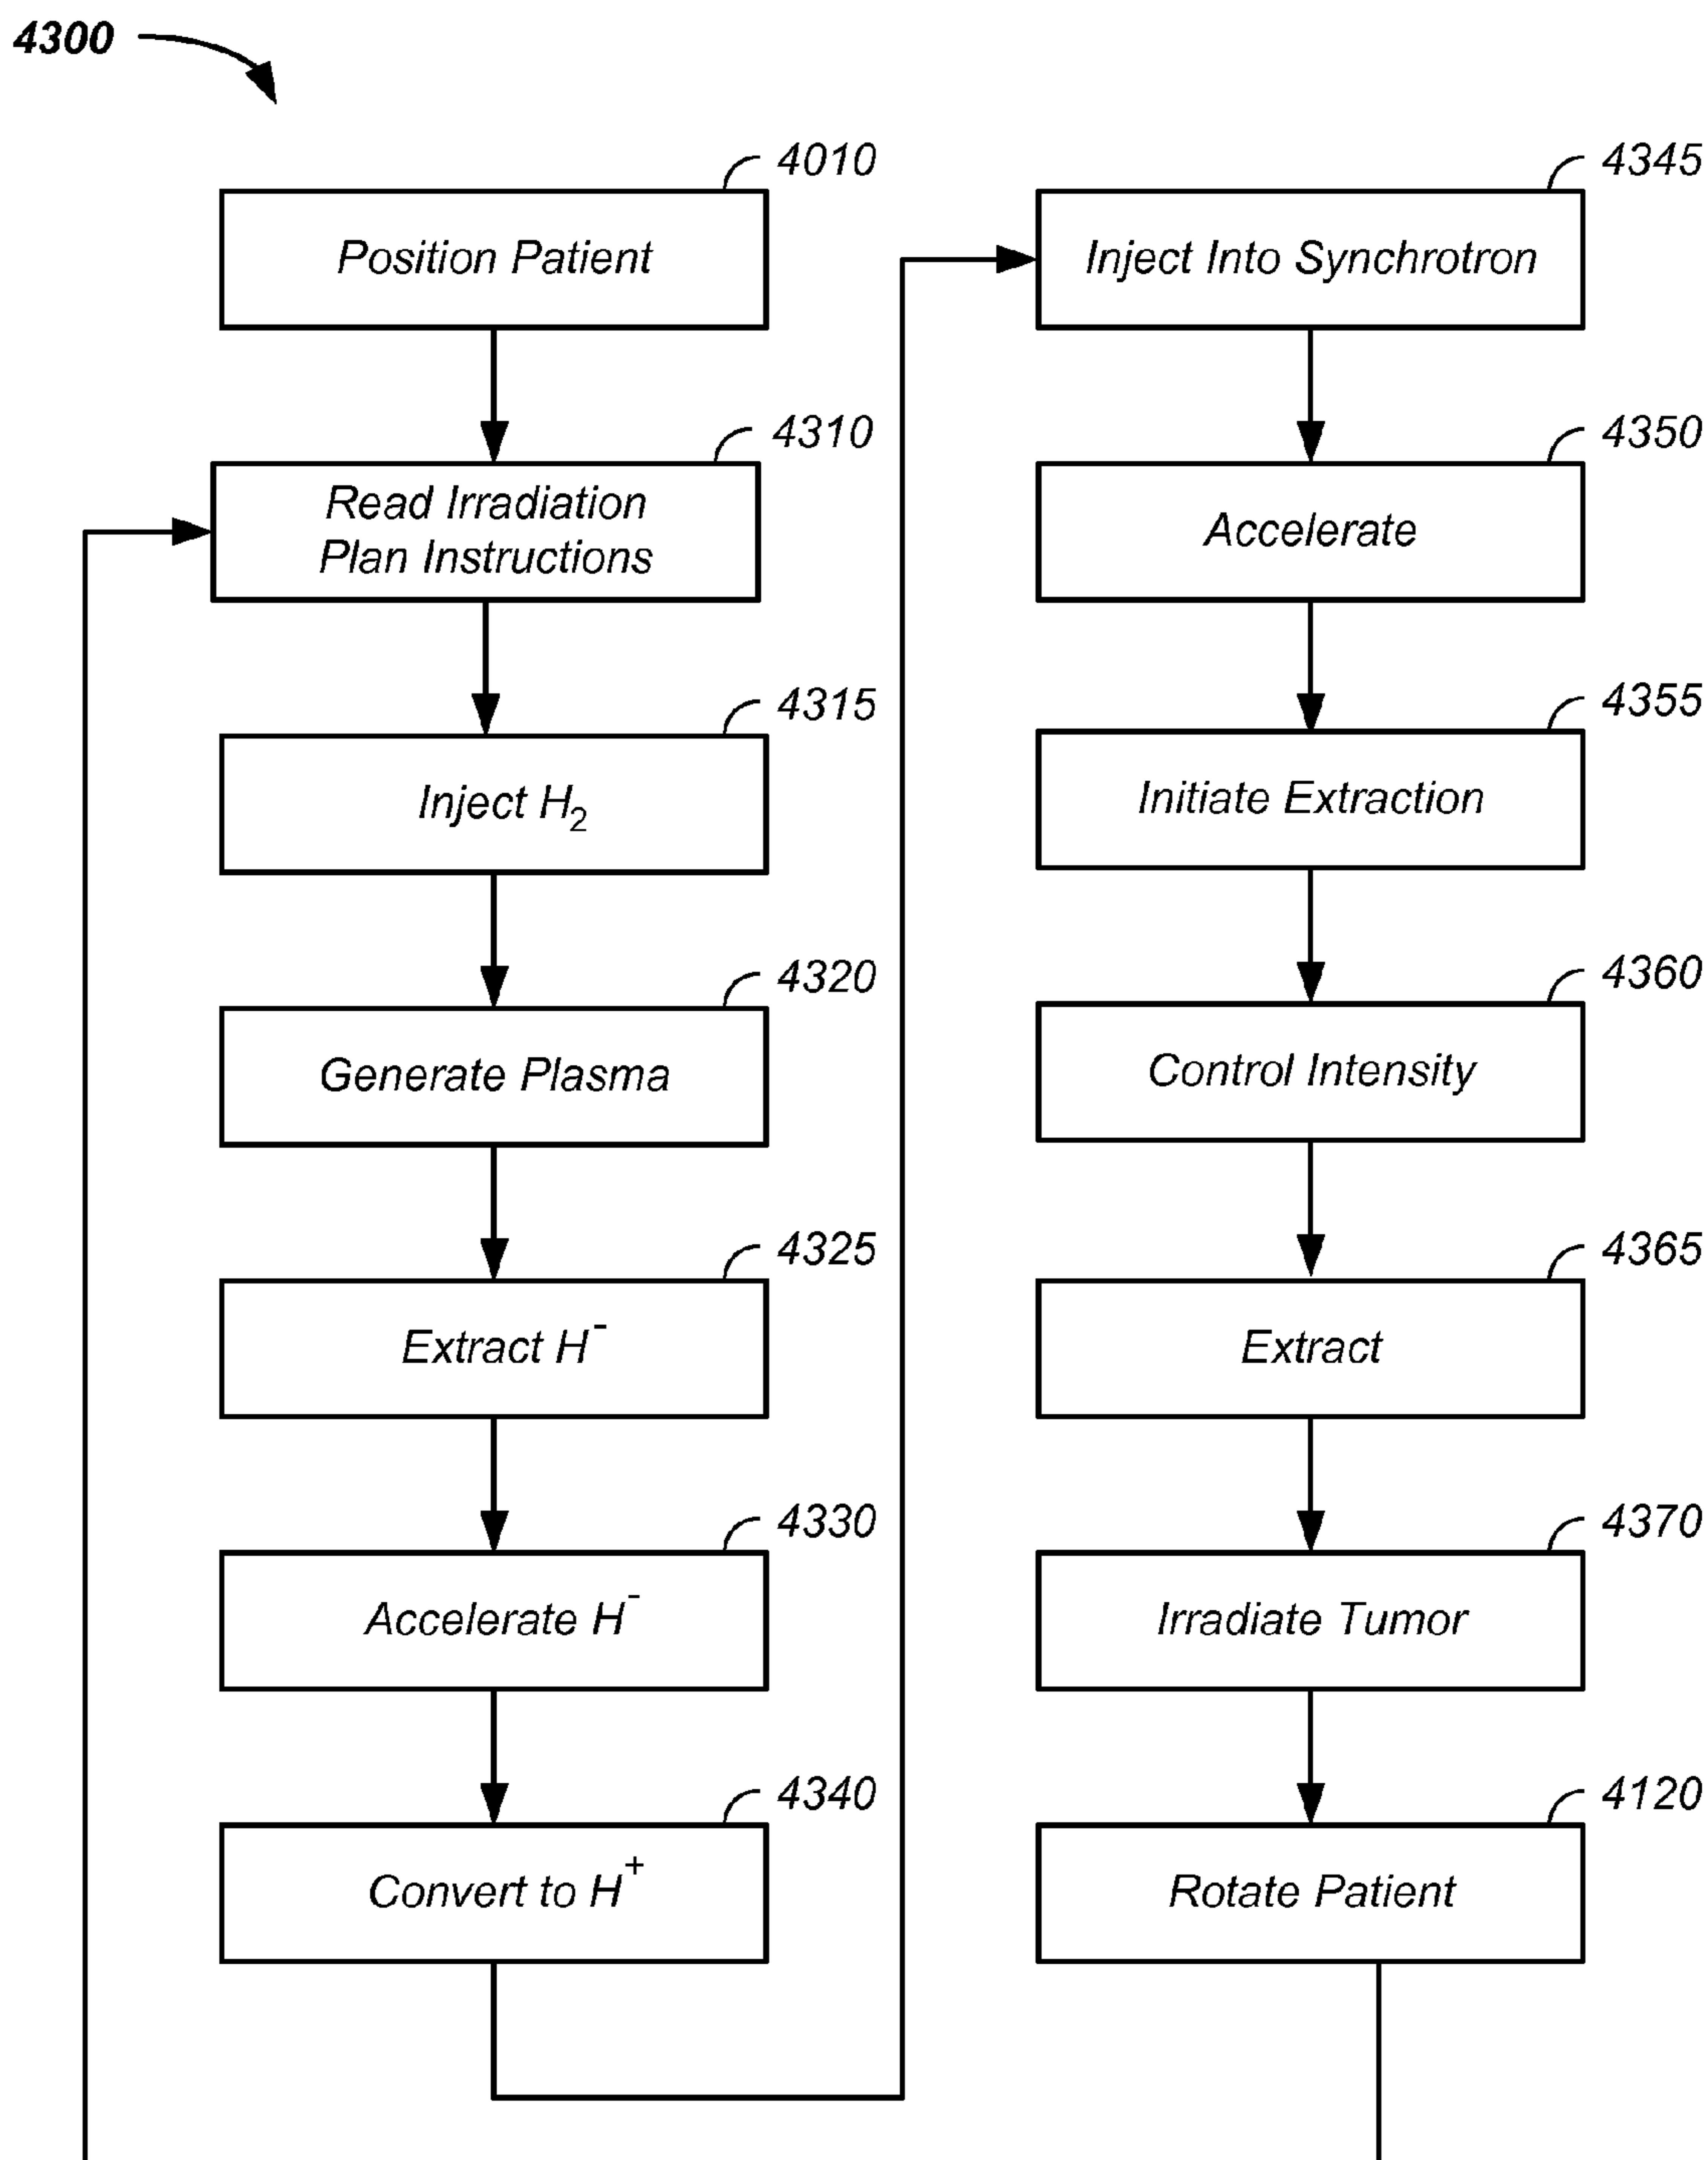 4300
4010
Position Patient
4310
Read Irradiation
Plan Instructions
4315
Inject H₂
4320
Generate Plasma
4325
Extract H⁻
4330
Accelerate H⁻
4340
Convert to H⁺
4345
Inject Into Synchrotron
4350
Accelerate
4355
Initiate Extraction
4360
Control Intensity
4365
Extract
4370
Irradiate Tumor
4120
Rotate Patient